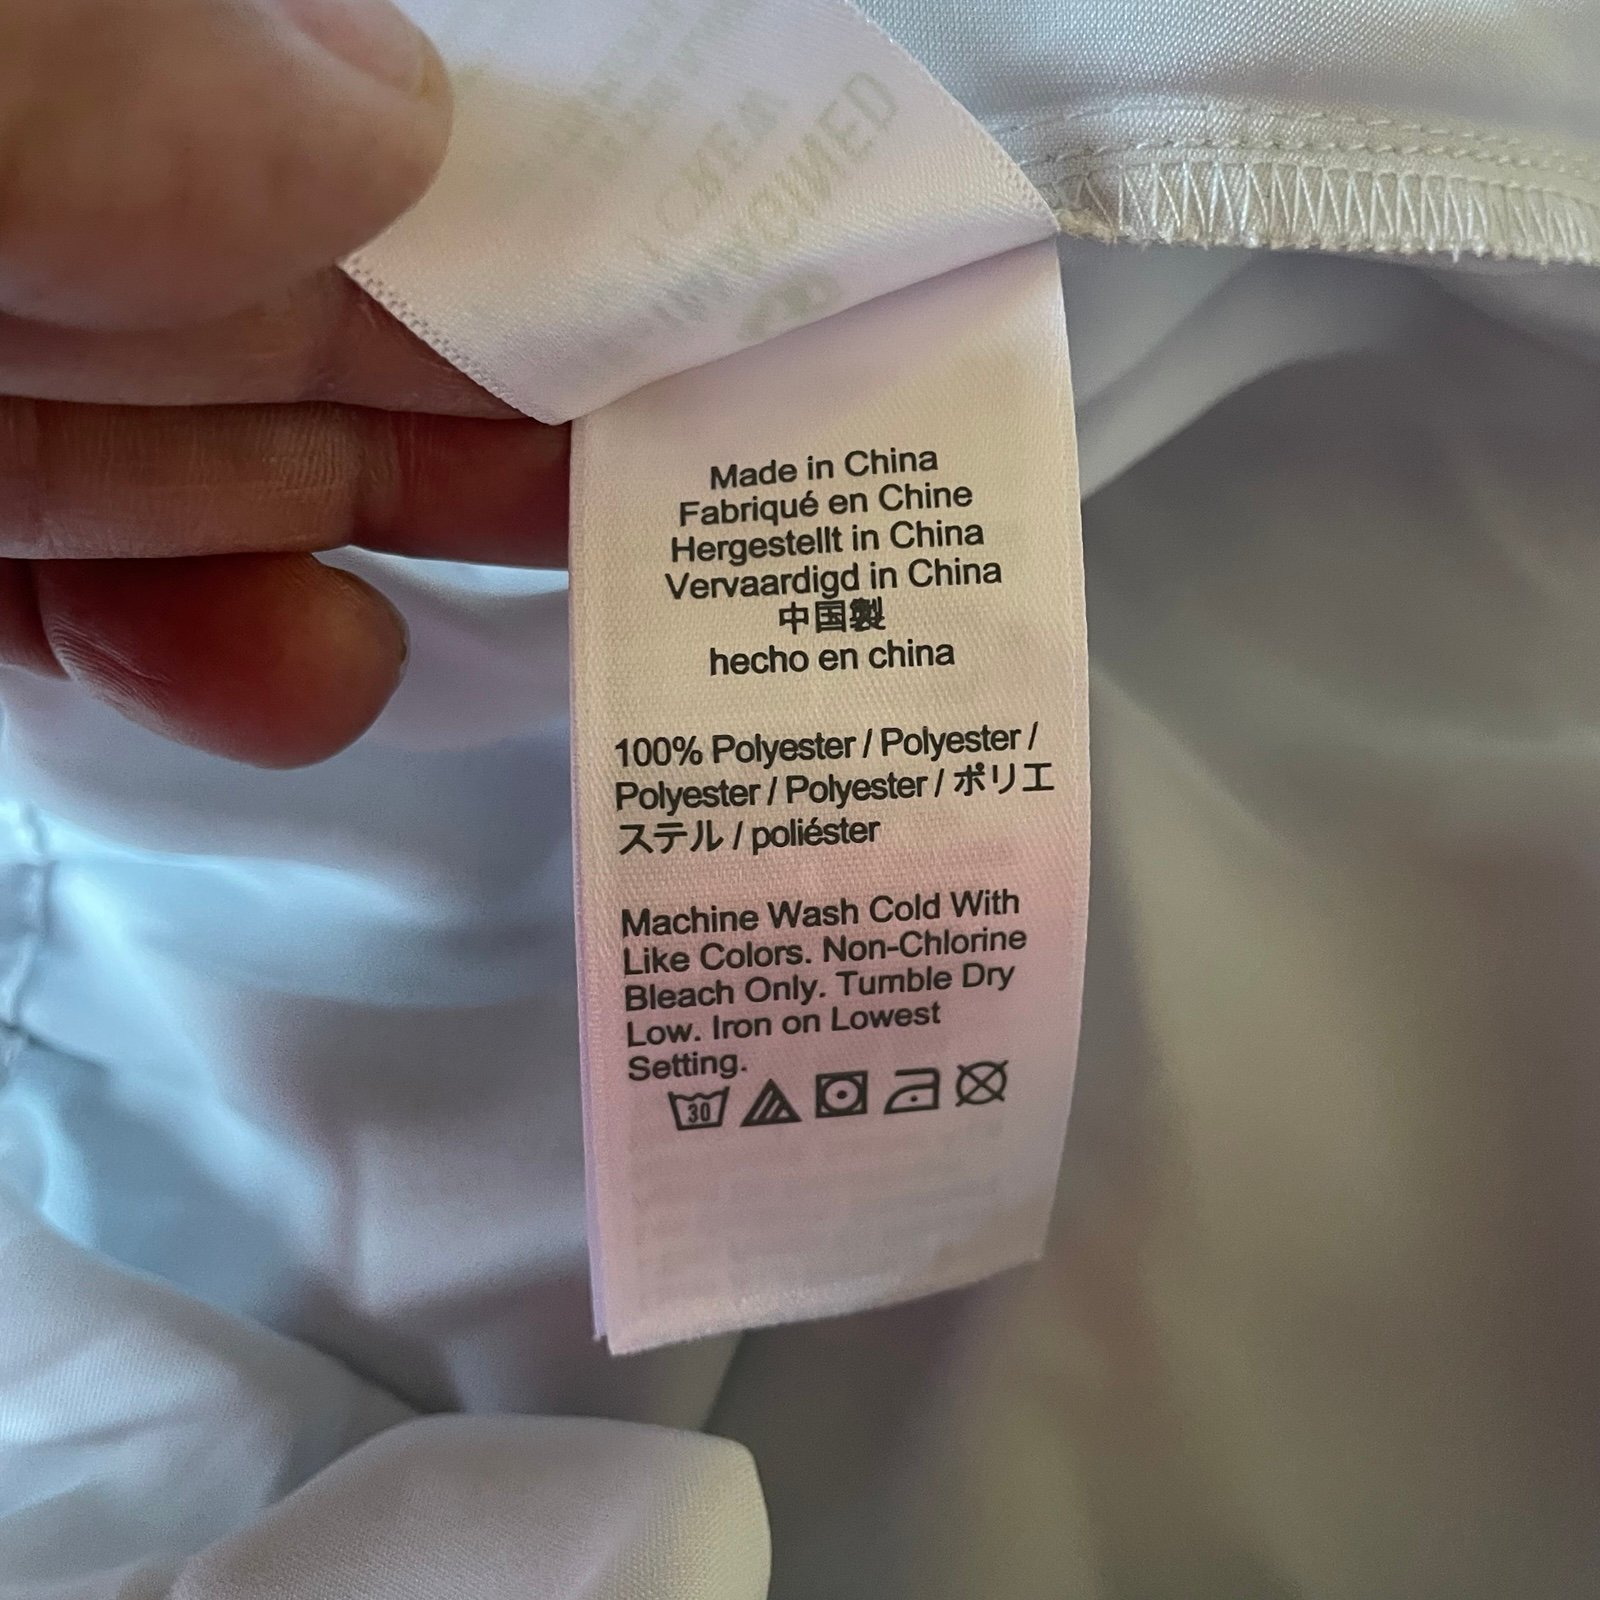 Made in China
Fabriqué en Chine
Hergestellt in China
Vervaardigd in China
中国製
hecho en china
100% Polyester / Polyester /
Polyester / Polyester / ポリエ
ステル / poliéster
Machine Wash Cold With
Like Colors. Non-Chlorine
Bleach Only. Tumble Dry
Low. Iron on Lowest
Setting.
30